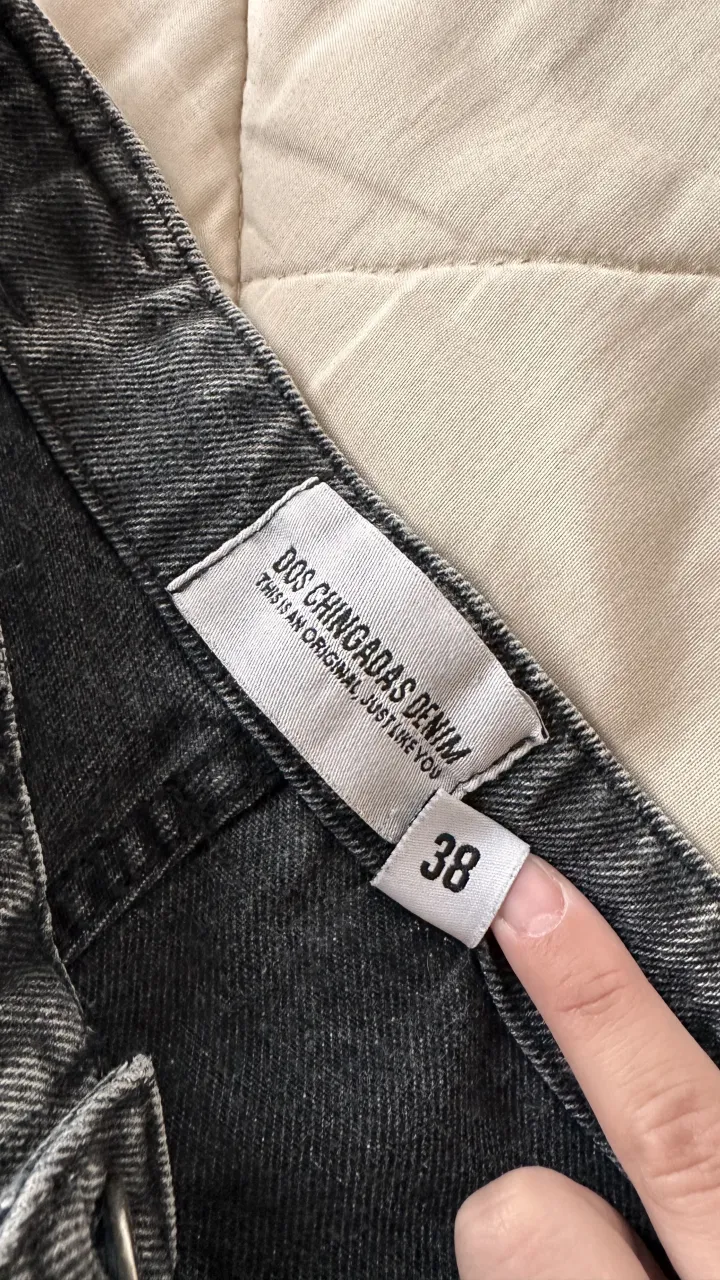 DOS CHINGADAS DENIM
THIS IS AN ORIGINAL, JUST LIKE YOU
38